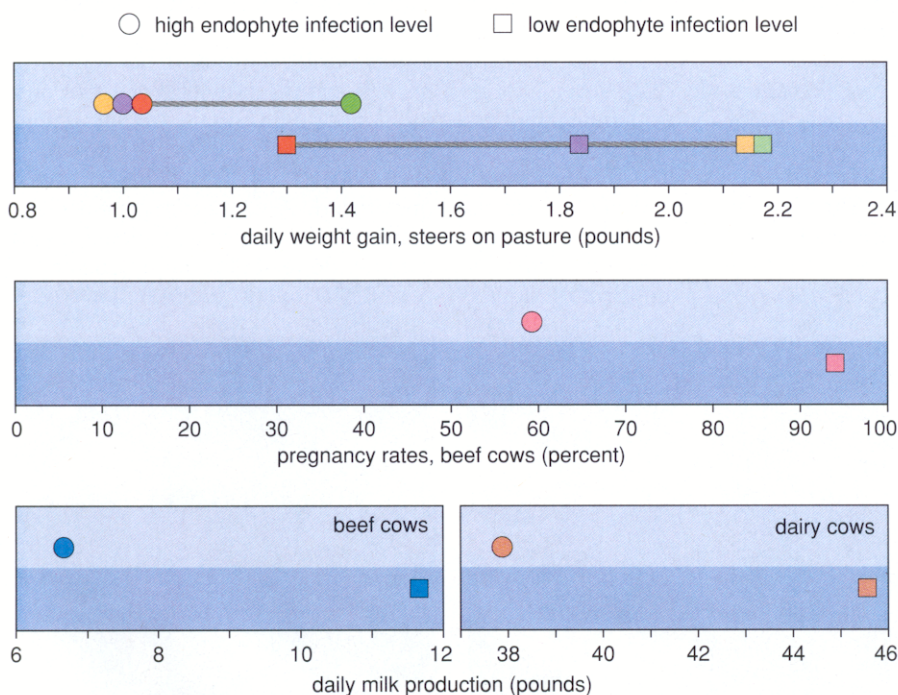 high endophyte infection level low endophyte infection level
0.8 1.0 1.2 1.4 1.6 1.8 2.0 2.2 2.4
daily weight gain, steers on pasture (pounds)
0 10 20 30 40 50 60 70 80 90 100
pregnancy rates, beef cows (percent)
beef cows dairy cows
6 8 10 12 38 40 42 44 46
daily milk production (pounds)